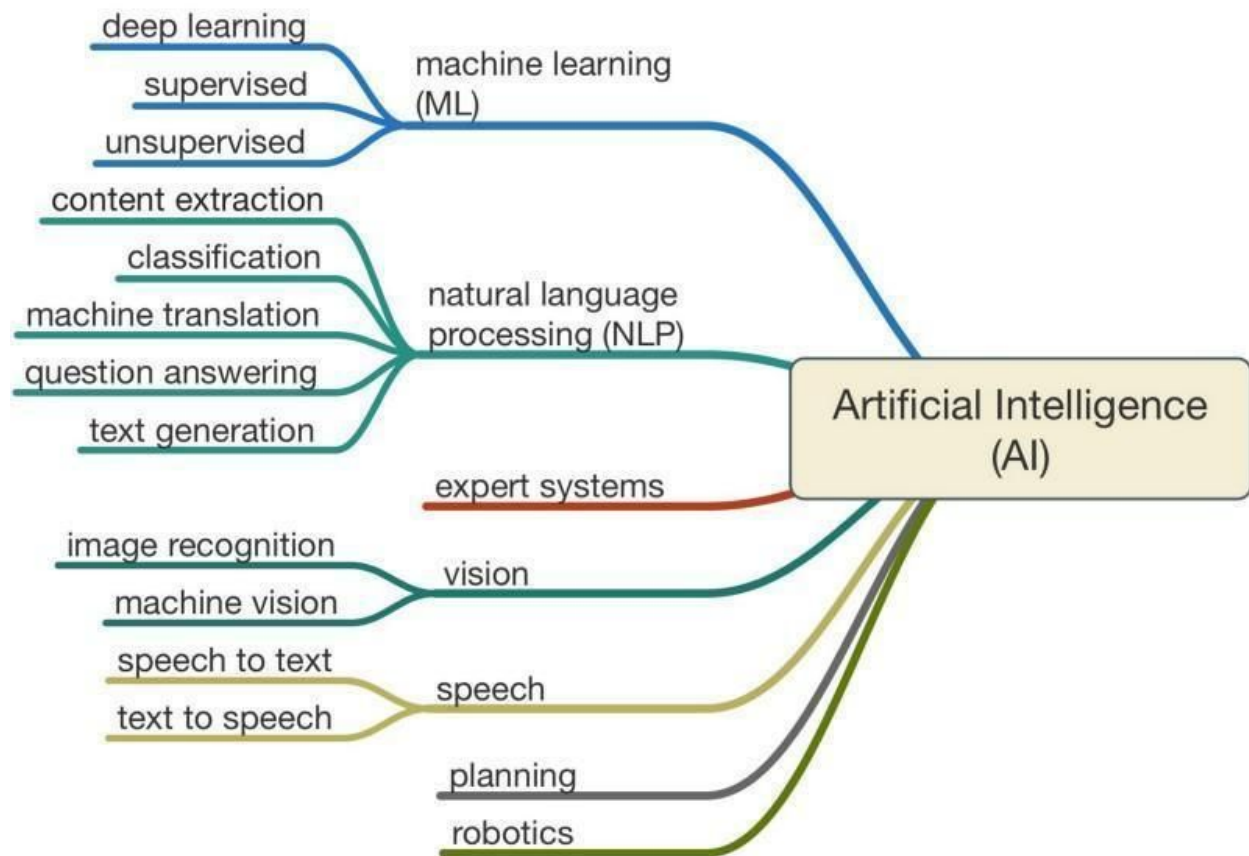 deep learning
supervised
unsupervised
machine learning
(ML)
content extraction
classification
machine translation
question answering
text generation
natural language
processing (NLP)
Artificial Intelligence
(AI)
expert systems
image recognition
machine vision
vision
speech to text
text to speech
speech
planning
robotics